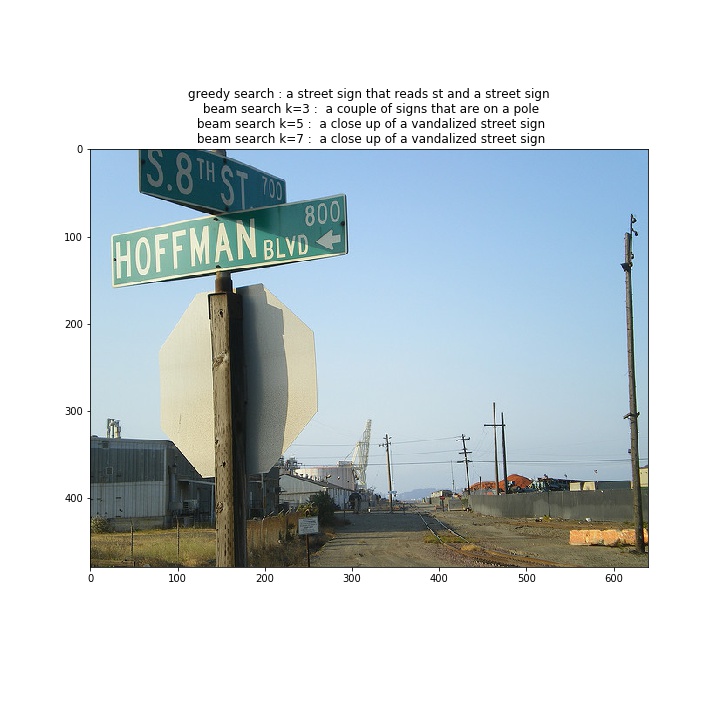 greedy search : a street sign that reads st and a street sign
beam search k=3 :  a couple of signs that are on a pole
beam search k=5 :  a close up of a vandalized street sign
beam search k=7 :  a close up of a vandalized street sign
S.8TH ST. 700
HOFFMAN BLVD 800
0
100
200
300
400
0 100 200 300 400 500 600